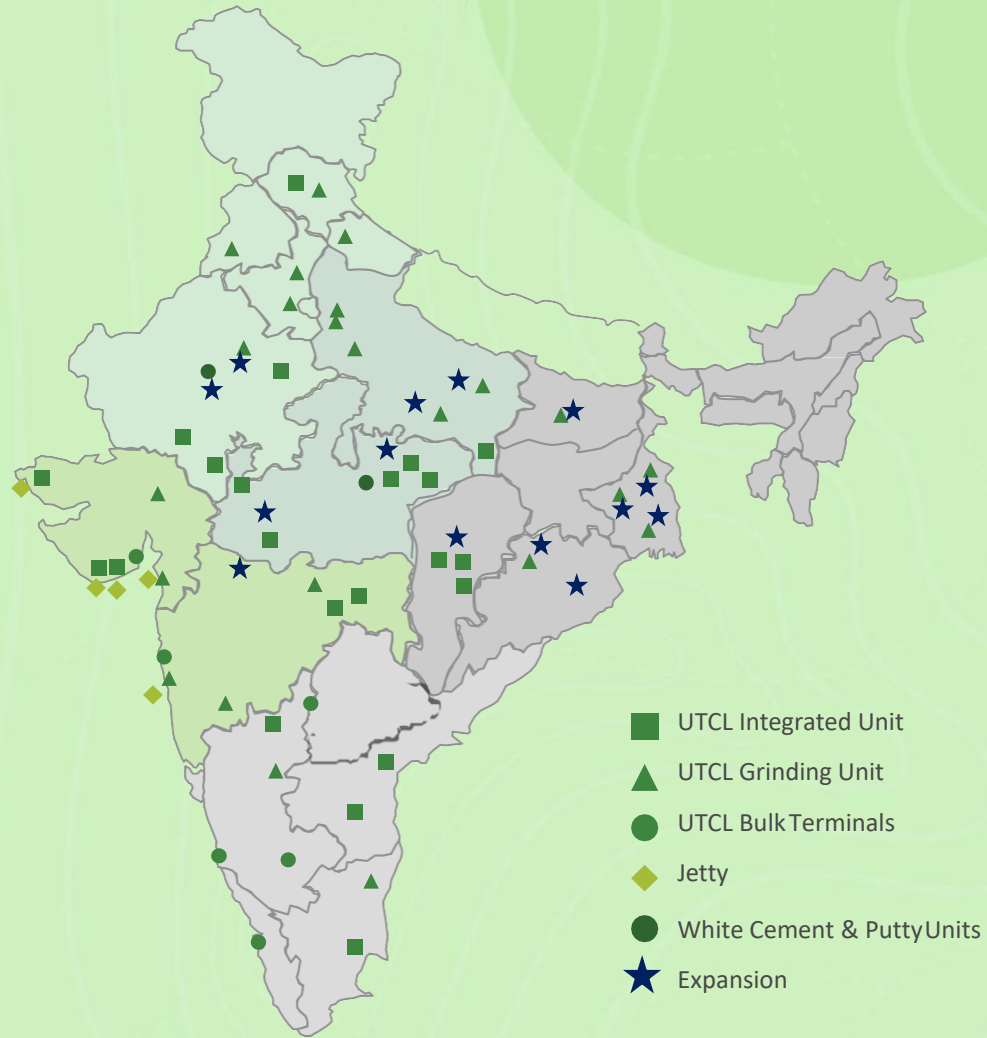 UTCL Integrated Unit
UTCL Grinding Unit
UTCL Bulk Terminals
Jetty
White Cement & Putty Units
Expansion